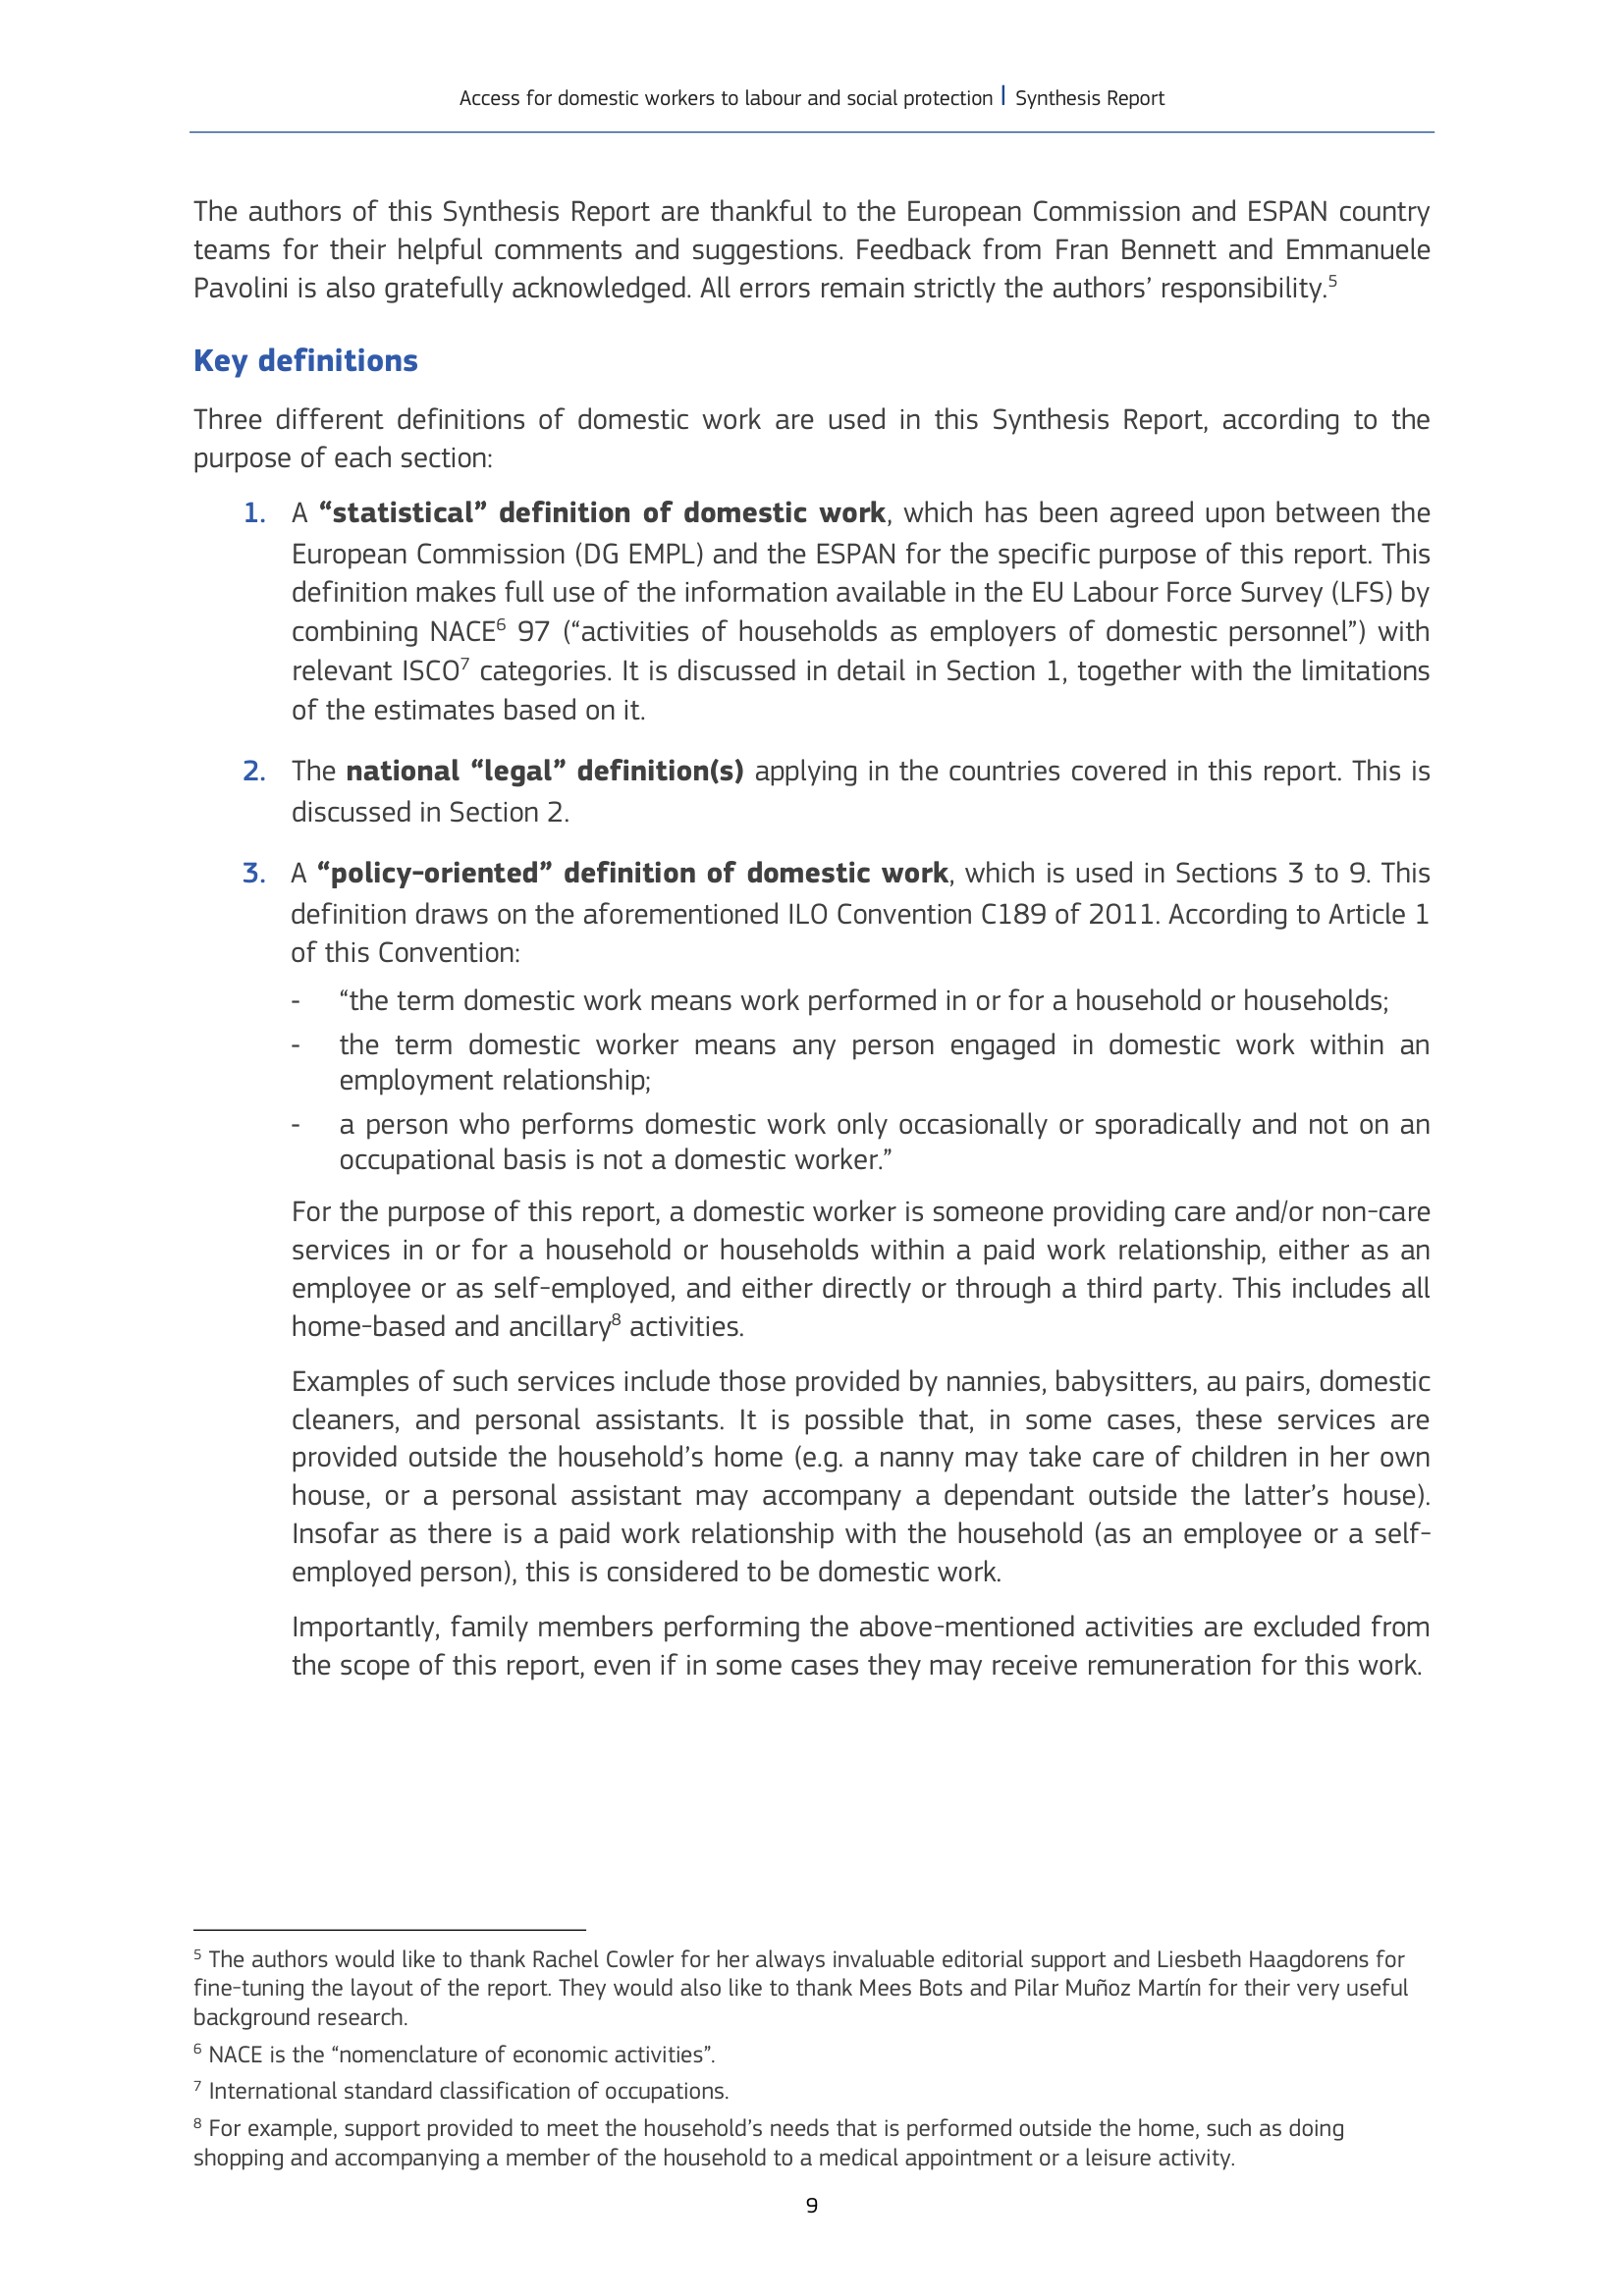 Access for domestic workers to labour and social protection | Synthesis Report
The authors of this Synthesis Report are thankful to the European Commission and ESPAN country
teams for their helpful comments and suggestions. Feedback from Fran Bennett and Emmanuele
Pavolini is also gratefully acknowledged. All errors remain strictly the authors’ responsibility.⁵
Key definitions
Three different definitions of domestic work are used in this Synthesis Report, according to the
purpose of each section:
1. A “statistical” definition of domestic work, which has been agreed upon between the
European Commission (DG EMPL) and the ESPAN for the specific purpose of this report. This
definition makes full use of the information available in the EU Labour Force Survey (LFS) by
combining NACE⁶ 97 (“activities of households as employers of domestic personnel”) with
relevant ISCO⁷ categories. It is discussed in detail in Section 1, together with the limitations
of the estimates based on it.
2. The national “legal” definition(s) applying in the countries covered in this report. This is
discussed in Section 2.
3. A “policy-oriented” definition of domestic work, which is used in Sections 3 to 9. This
definition draws on the aforementioned ILO Convention C189 of 2011. According to Article 1
of this Convention:
- “the term domestic work means work performed in or for a household or households;
- the term domestic worker means any person engaged in domestic work within an
employment relationship;
- a person who performs domestic work only occasionally or sporadically and not on an
occupational basis is not a domestic worker.”
For the purpose of this report, a domestic worker is someone providing care and/or non-care
services in or for a household or households within a paid work relationship, either as an
employee or as self-employed, and either directly or through a third party. This includes all
home-based and ancillary⁸ activities.
Examples of such services include those provided by nannies, babysitters, au pairs, domestic
cleaners, and personal assistants. It is possible that, in some cases, these services are
provided outside the household’s home (e.g. a nanny may take care of children in her own
house, or a personal assistant may accompany a dependant outside the latter’s house).
Insofar as there is a paid work relationship with the household (as an employee or a self-
employed person), this is considered to be domestic work.
Importantly, family members performing the above-mentioned activities are excluded from
the scope of this report, even if in some cases they may receive remuneration for this work.
⁵ The authors would like to thank Rachel Cowler for her always invaluable editorial support and Liesbeth Haagdorens for
fine-tuning the layout of the report. They would also like to thank Mees Bots and Pilar Muñoz Martín for their very useful
background research.
⁶ NACE is the “nomenclature of economic activities”.
⁷ International standard classification of occupations.
⁸ For example, support provided to meet the household’s needs that is performed outside the home, such as doing
shopping and accompanying a member of the household to a medical appointment or a leisure activity.
9